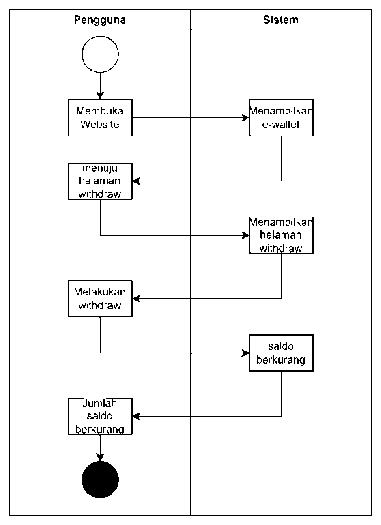 Pengguna
Sistem
Membuka
Website
Menampilkan
e-wallet
menuju
halaman
withdraw
Menampilkan
halaman
withdraw
Melakukan
withdraw
saldo
berkurang
Jumlah
saldo
berkurang